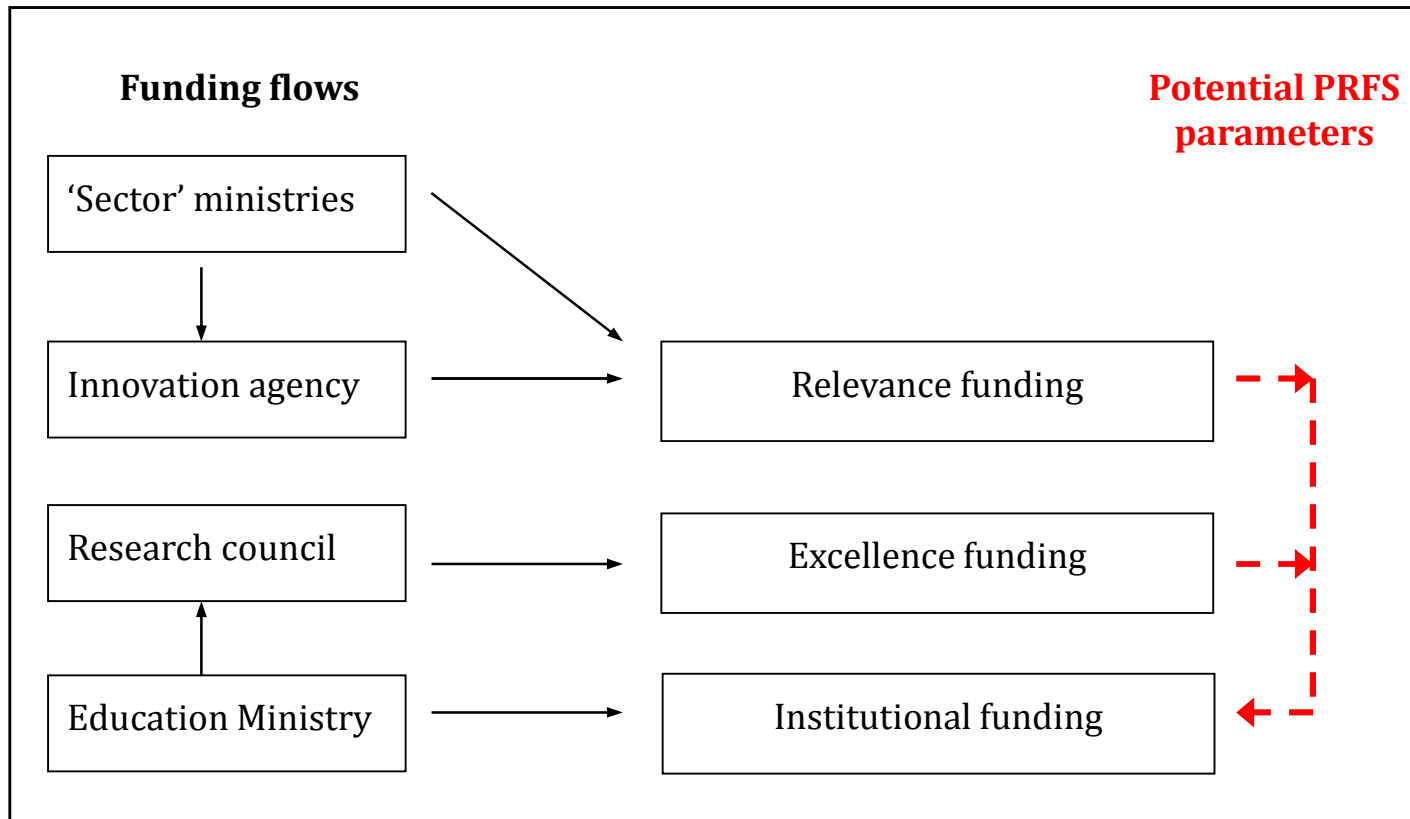 Funding flows
Potential PRFS
parameters
‘Sector’ ministries
Innovation agency
Relevance funding
Research council
Excellence funding
Education Ministry
Institutional funding